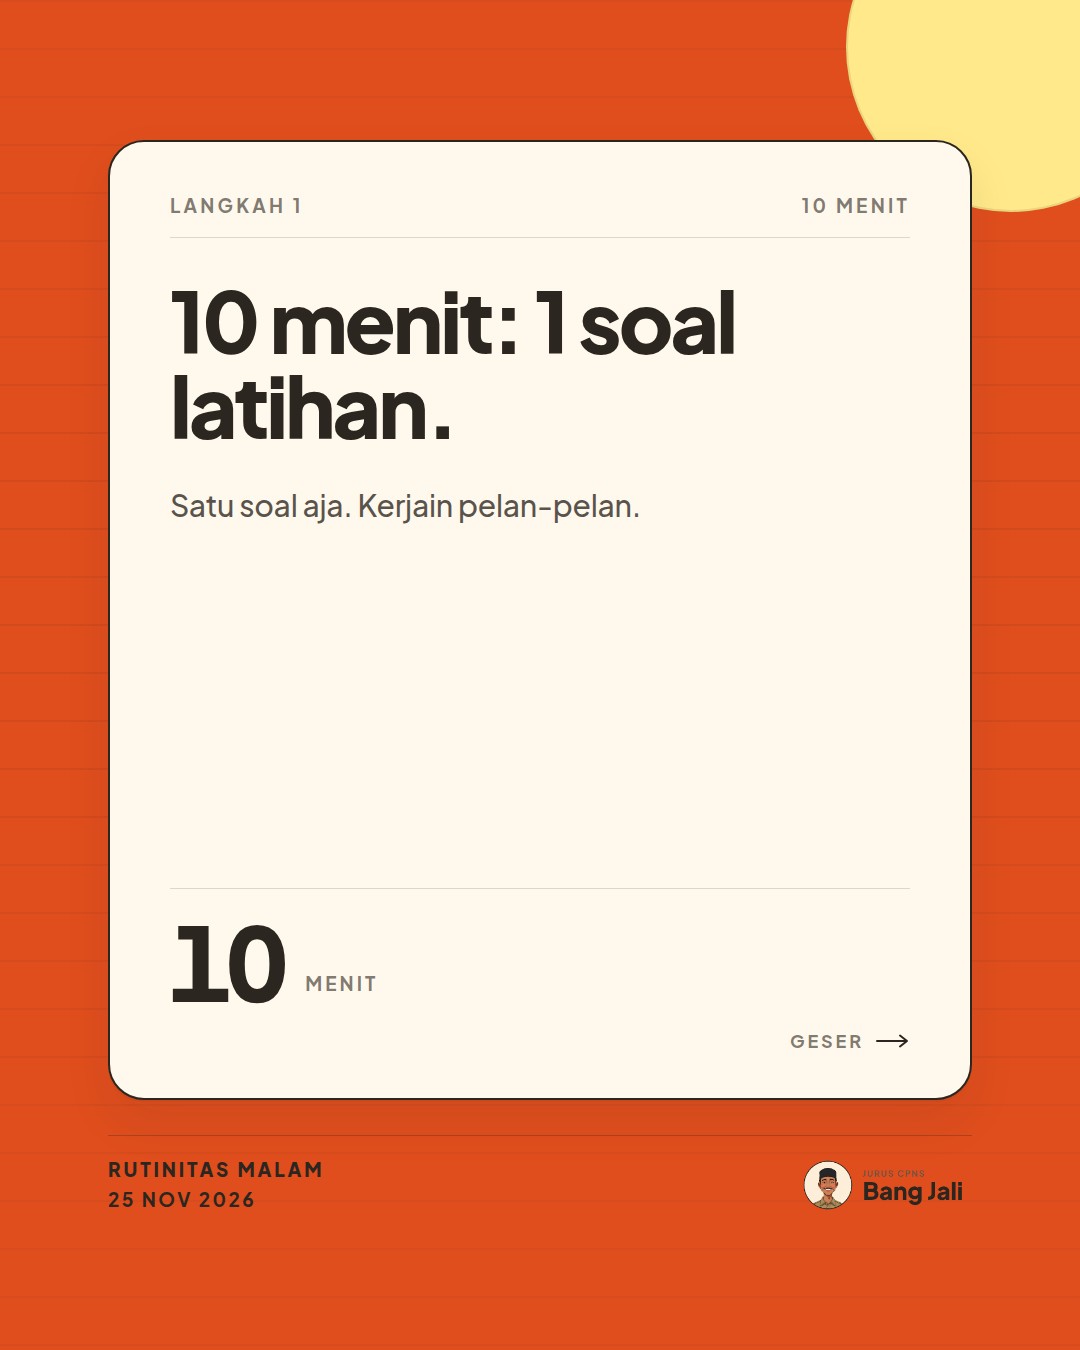 LANGKAH 1
10 MENIT
10 menit: 1 soal
latihan.
Satu soal aja. Kerjain pelan-pelan.
10 MENIT
GESER
RUTINITAS MALAM
25 NOV 2026
JURUS CPNS
Bang Jali